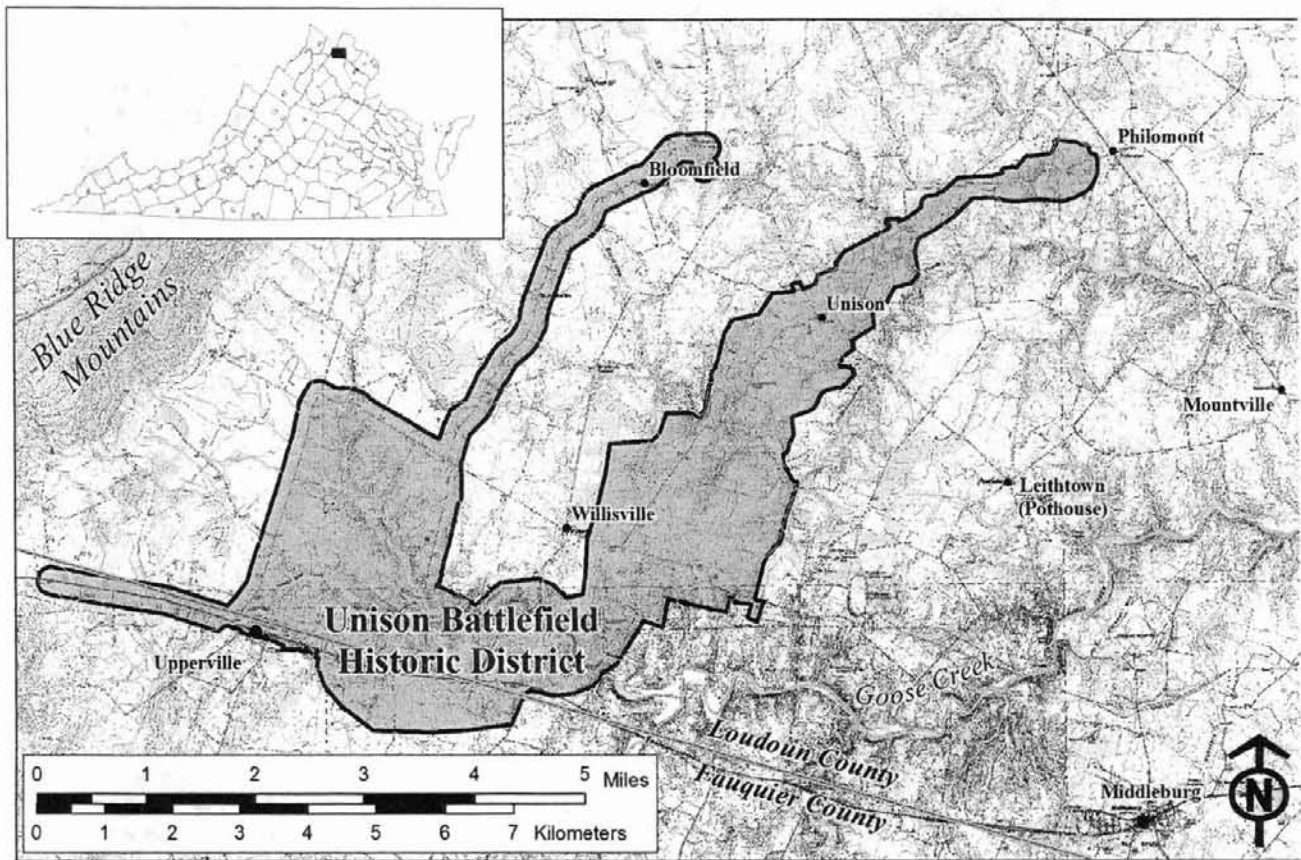 Philomont
Bloomfield
Blue Ridge
Mountains
Unison
Mountville
Leithtown
(Pothouse)
Willisville
Unison Battlefield
Historic District
Upperville
Goose Creek
Loudoun County
Fauquier County
Middleburg
0 1 2 3 4 5 Miles
0 1 2 3 4 5 6 7 Kilometers
N